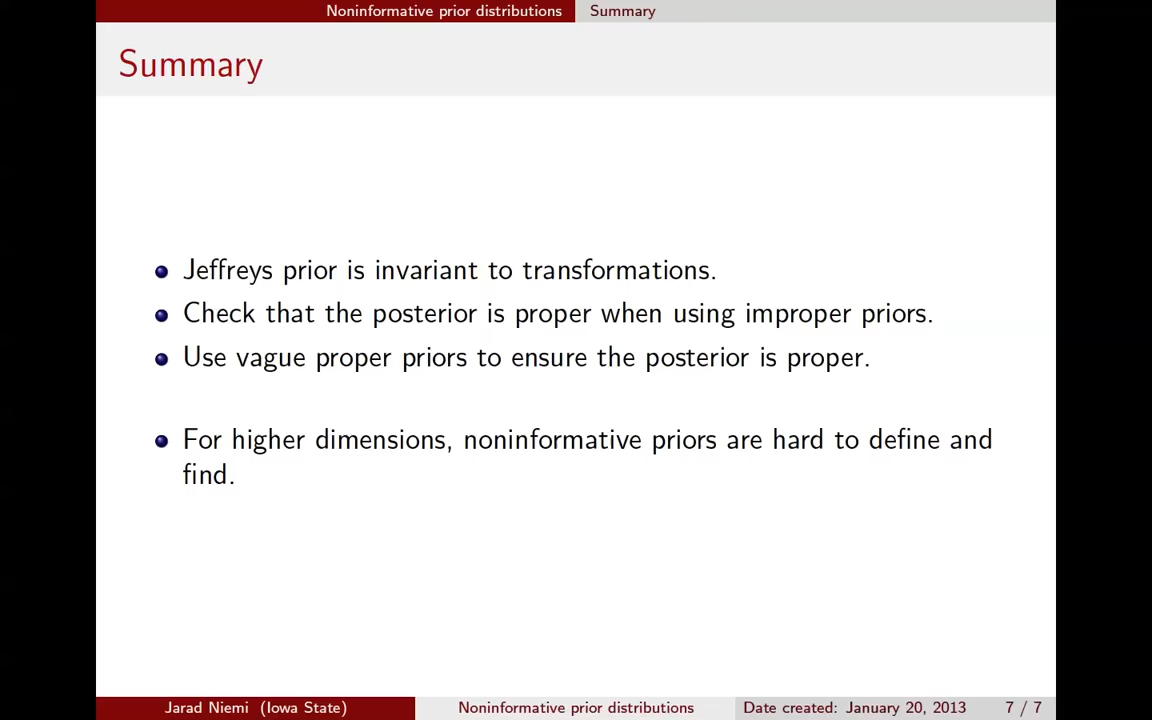 Noninformative prior distributions Summary
Summary
Jeffreys prior is invariant to transformations.
Check that the posterior is proper when using improper priors.
Use vague proper priors to ensure the posterior is proper.
For higher dimensions, noninformative priors are hard to define and
find.
Jarad Niemi (Iowa State) Noninformative prior distributions Date created: January 20, 2013 7 / 7